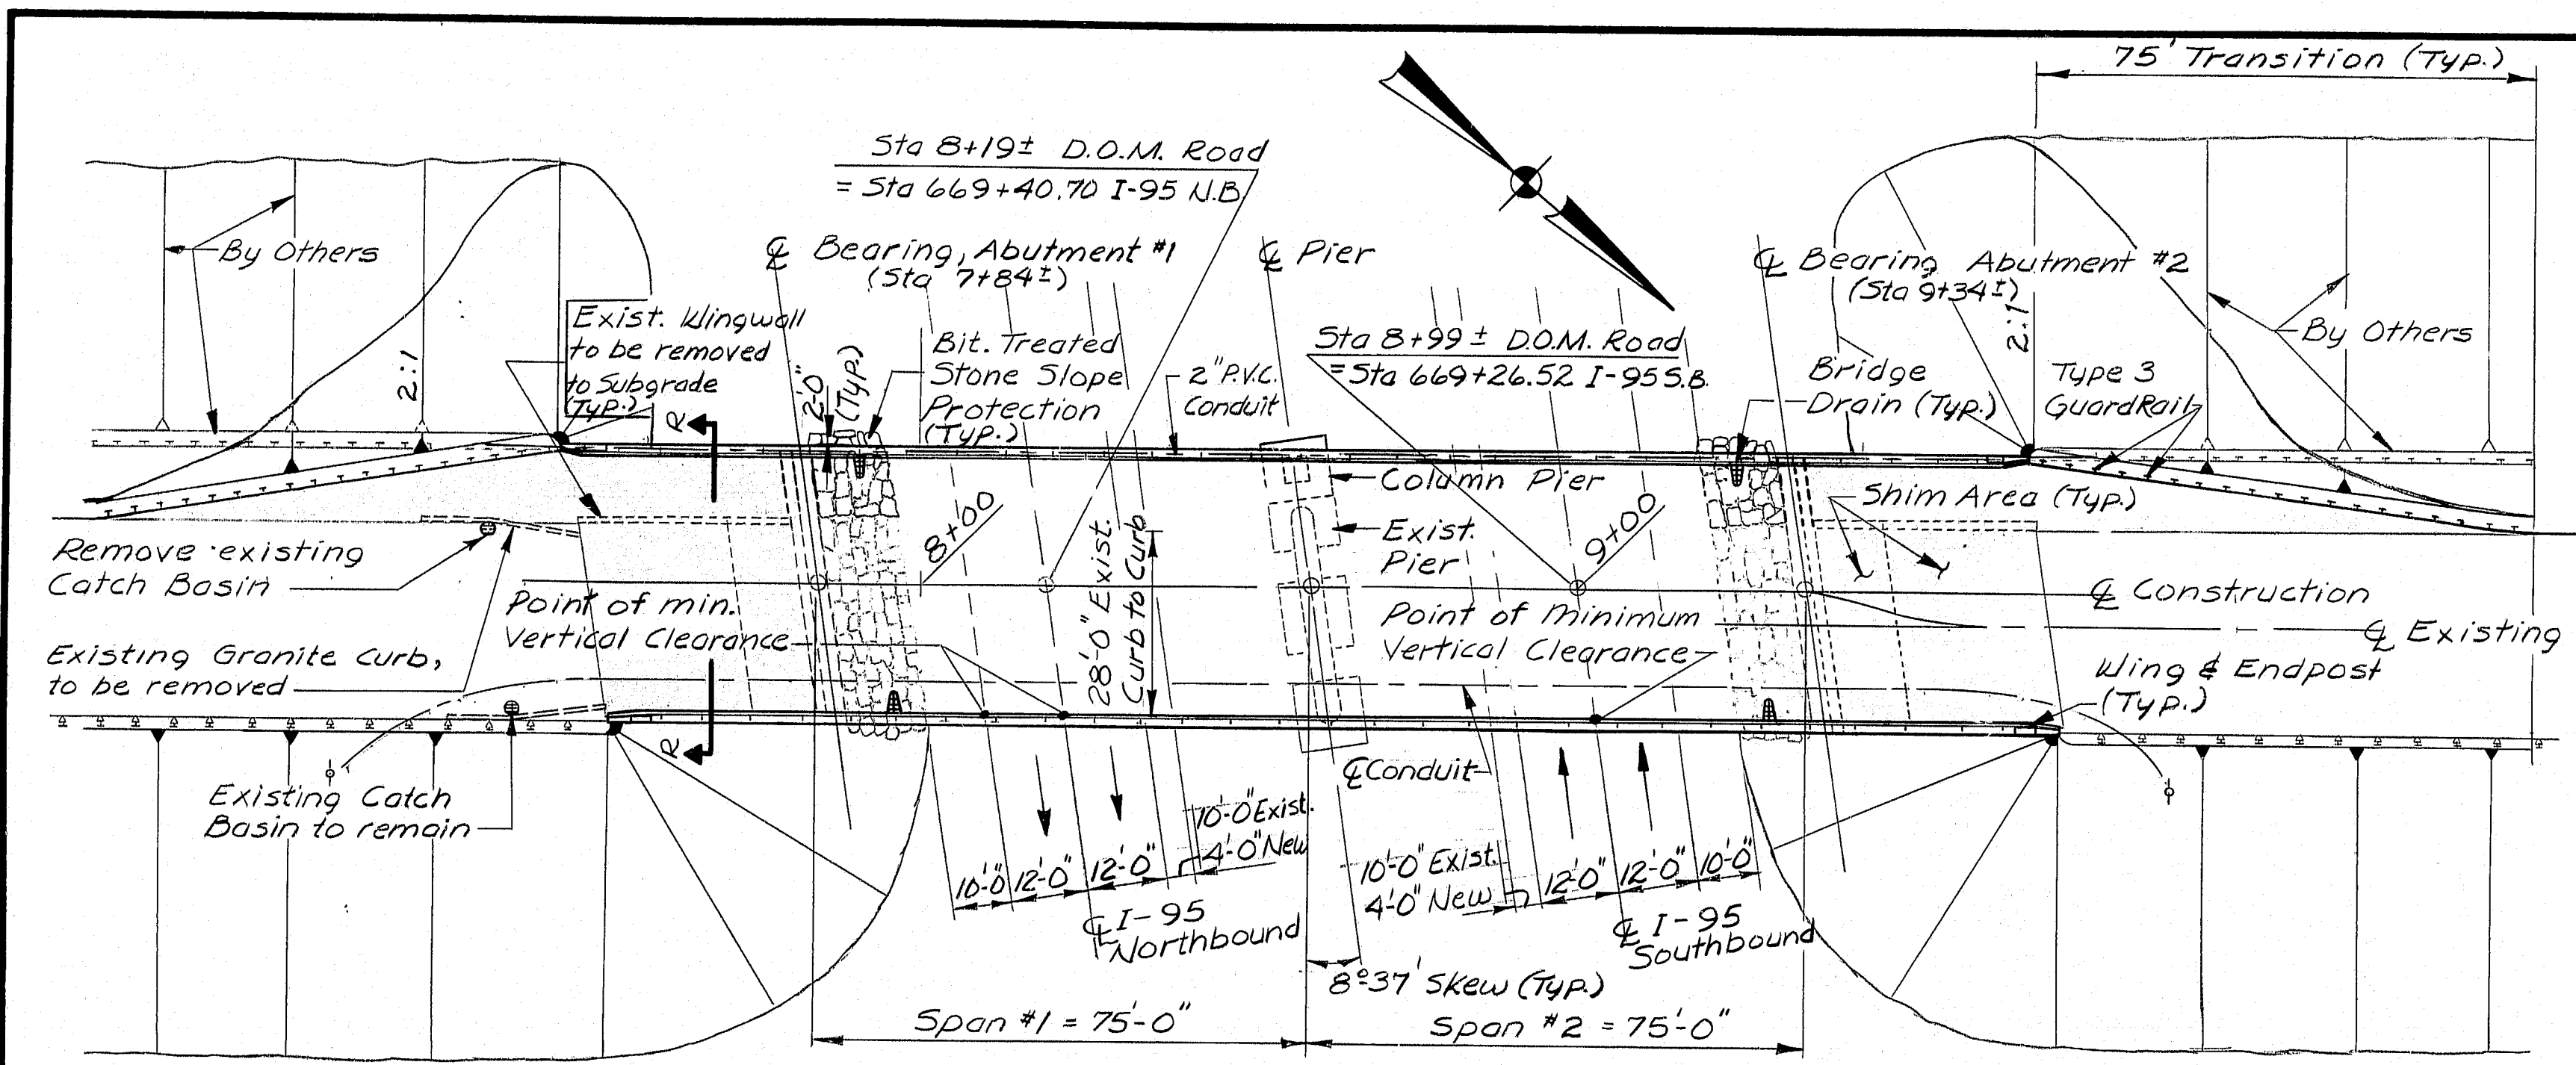 75' Transition (Typ.)
Sta 8+19± D.O.M. Road
= Sta 669+40.70 I-95 N.B.
By Others
℄ Bearing, Abutment #1
(Sta 7+84±)
℄ Pier
℄ Bearing Abutment #2
(Sta 9+34±)
By Others
Exist. Wingwall
to be removed
to Subgrade
(Typ.)
2:1
2'-0"
(Typ.)
Bit. Treated
Stone Slope
Protection
(Typ.)
2" P.V.C.
Conduit
Sta 8+99± D.O.M. Road
= Sta 669+26.52 I-95 S.B.
Bridge
Drain (Typ.)
2:1
Type 3
Guard Rail
R
Column Pier
Exist.
Pier
8+00
9+00
Shim Area (Typ.)
Remove existing
Catch Basin
28'-0" Exist.
Curb to Curb
Point of min.
Vertical Clearance
Point of minimum
Vertical Clearance
℄ Construction
℄ Existing
Existing Granite Curb,
to be removed
Wing & Endpost
(Typ.)
R
Existing Catch
Basin to remain
℄ Conduit
10'-0"
12'-0"
12'-0"
10'-0" Exist.
4'-0" New
10'-0" Exist.
4'-0" New
12'-0"
12'-0"
10'-0"
℄ I-95
Northbound
℄ I-95
Southbound
8°37' Skew (Typ.)
Span #1 = 75'-0"
Span #2 = 75'-0"